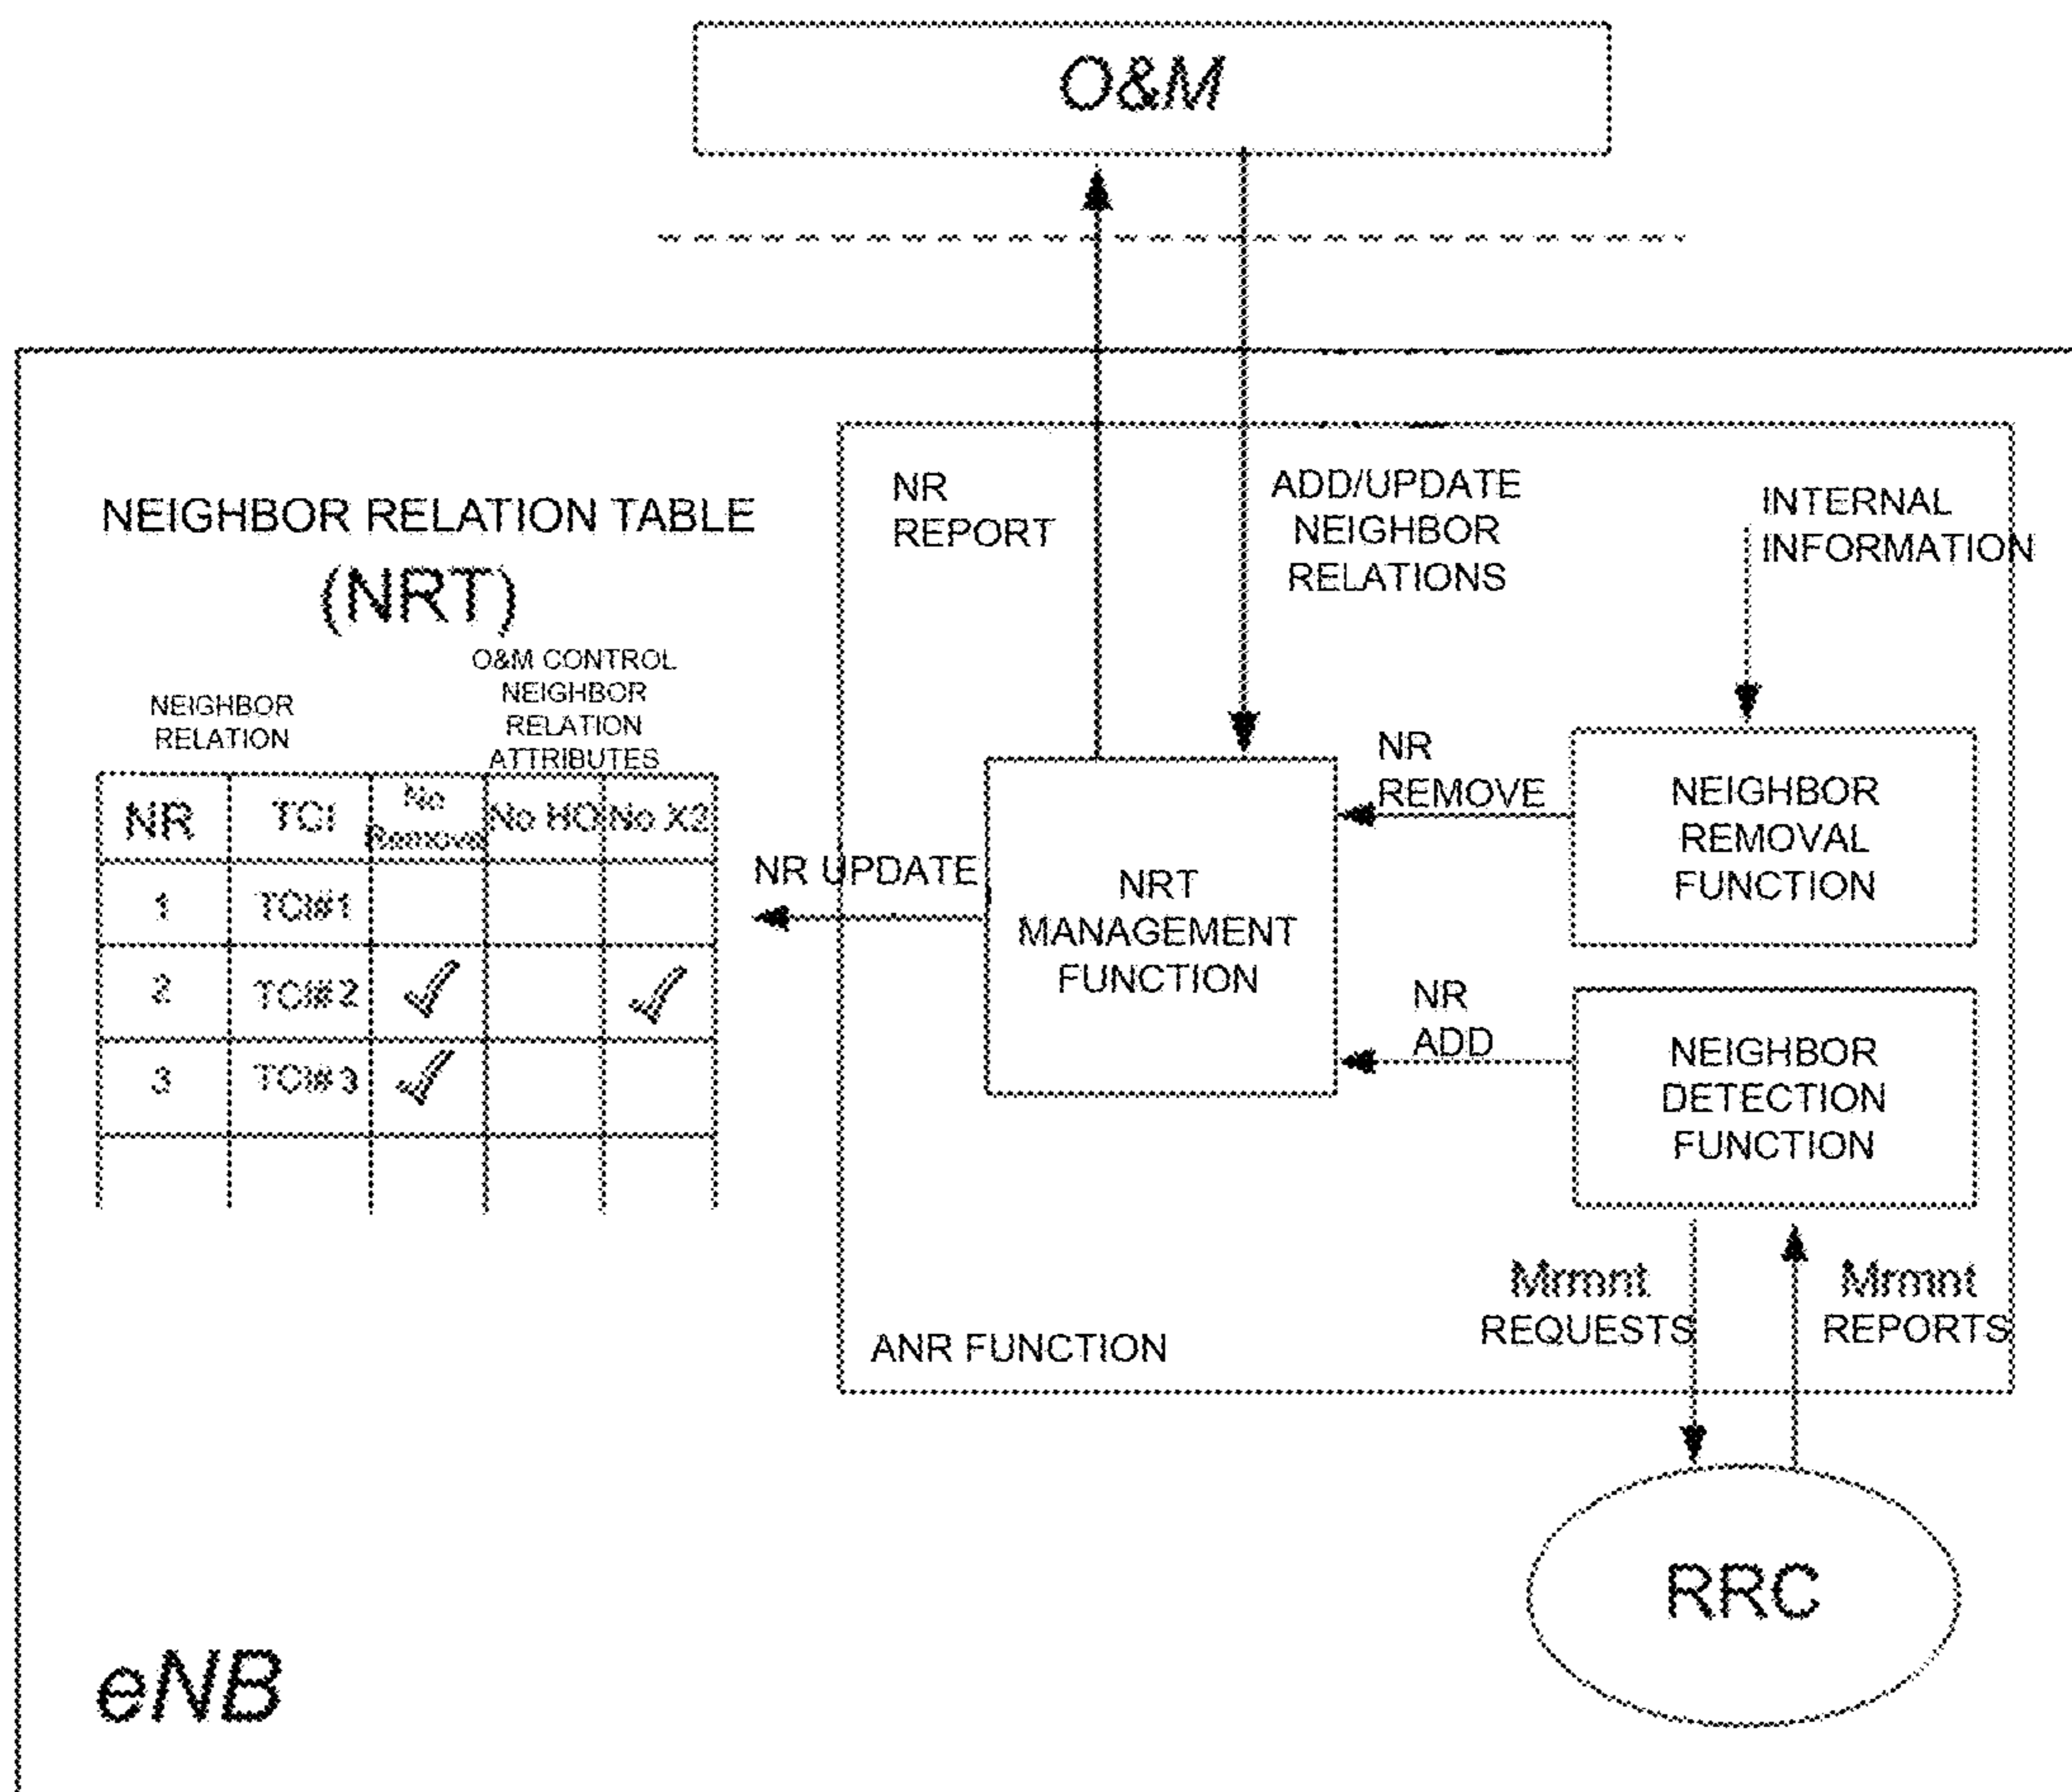 O&M
NR
REPORT
ADD/UPDATE
NEIGHBOR
RELATIONS
INTERNAL
INFORMATION
NEIGHBOR RELATION TABLE
(NRT)
NEIGHBOR
RELATION
O&M CONTROL
NEIGHBOR
RELATION
ATTRIBUTES
NR TCI No Remove No HO No X2
1 TCI#1
2 TCI#2
3 TCI#3
NR UPDATE
NRT
MANAGEMENT
FUNCTION
NR
REMOVE
NEIGHBOR
REMOVAL
FUNCTION
NR
ADD
NEIGHBOR
DETECTION
FUNCTION
Mrmnt
REQUESTS
Mrmnt
REPORTS
ANR FUNCTION
RRC
eNB